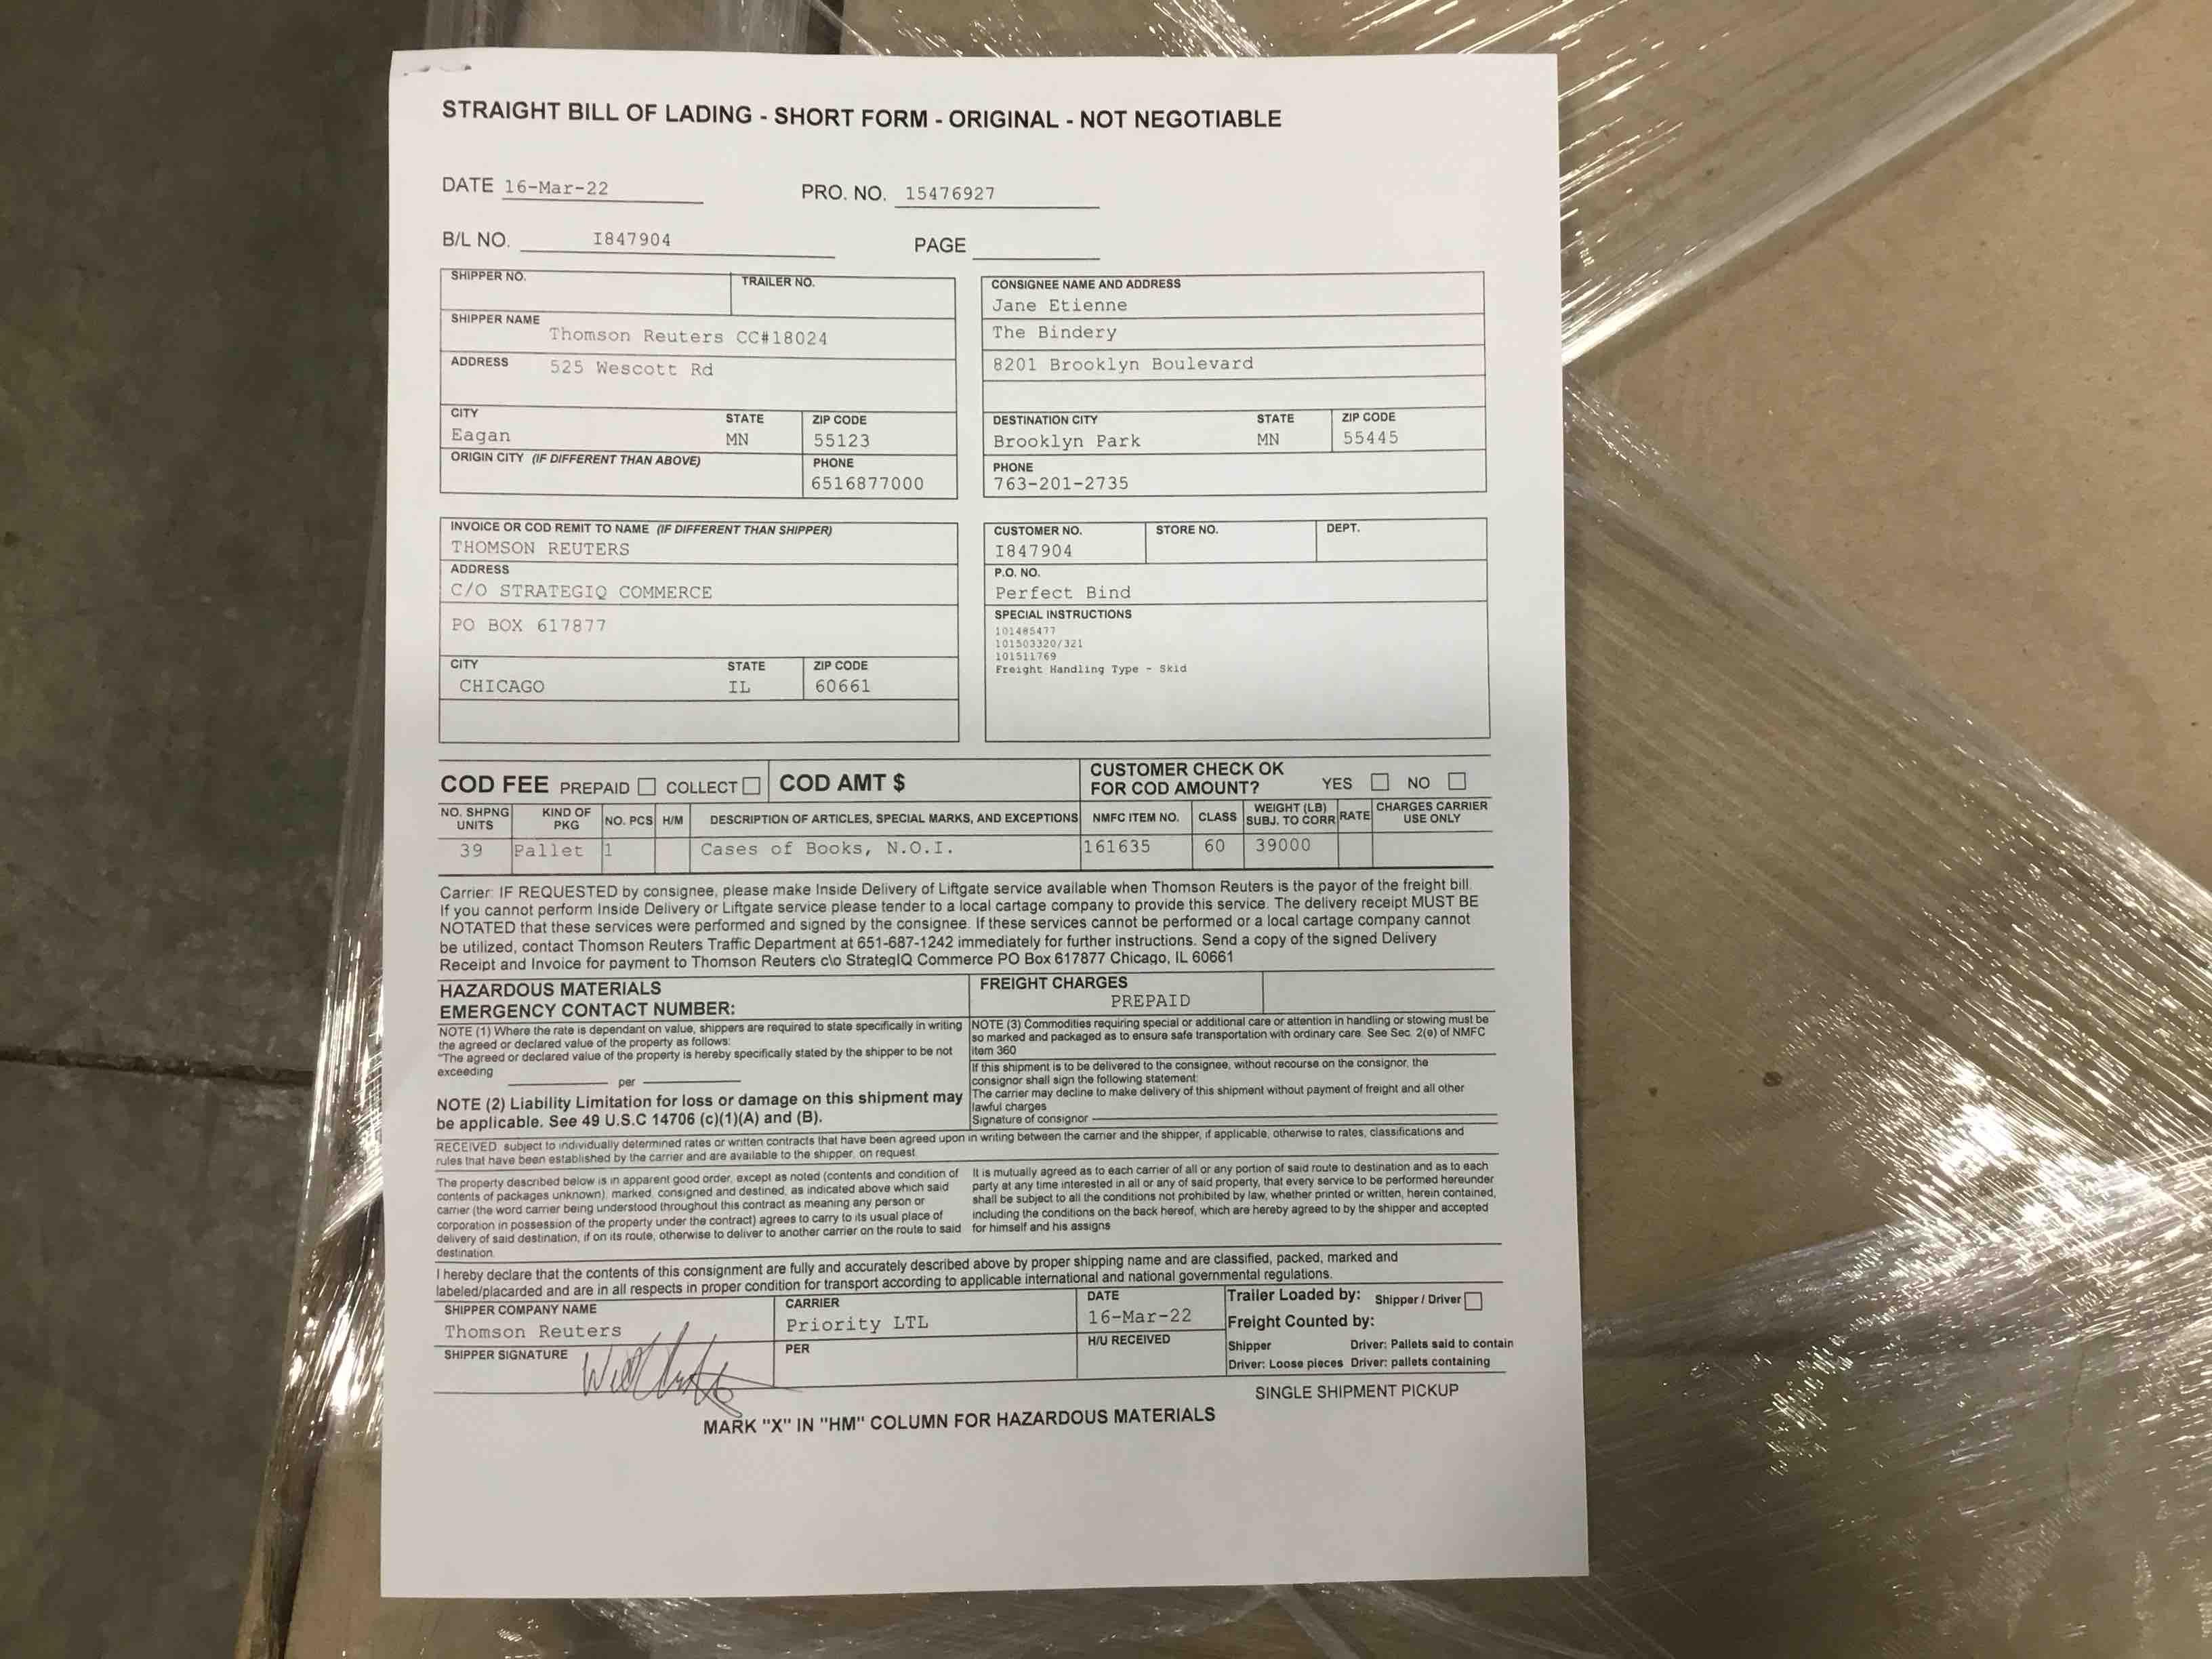 STRAIGHT BILL OF LADING - SHORT FORM - ORIGINAL - NOT NEGOTIABLE
DATE 16-Mar-22 PRO. NO. 15476927
B/L NO. I847904 PAGE
SHIPPER NO. TRAILER NO.
SHIPPER NAME Thomson Reuters CC#18024
ADDRESS 525 Wescott Rd
CITY STATE ZIP CODE
Eagan MN 55123
ORIGIN CITY (IF DIFFERENT THAN ABOVE) PHONE
6516877000
CONSIGNEE NAME AND ADDRESS
Jane Etienne
The Bindery
8201 Brooklyn Boulevard
DESTINATION CITY STATE ZIP CODE
Brooklyn Park MN 55445
PHONE
763-201-2735
INVOICE OR COD REMIT TO NAME (IF DIFFERENT THAN SHIPPER)
THOMSON REUTERS
ADDRESS
C/O STRATEGIQ COMMERCE
PO BOX 617877
CITY STATE ZIP CODE
CHICAGO IL 60661
CUSTOMER NO. STORE NO. DEPT.
I847904
P.O. NO.
Perfect Bind
SPECIAL INSTRUCTIONS
101485477
101503320/321
101511769
Freight Handling Type - Skid
COD FEE PREPAID COLLECT COD AMT $ CUSTOMER CHECK OK
FOR COD AMOUNT? YES NO
NO. SHPNG UNITS KIND OF PKG NO. PCS H/M DESCRIPTION OF ARTICLES, SPECIAL MARKS, AND EXCEPTIONS NMFC ITEM NO. CLASS WEIGHT (LB) SUBJ. TO CORR RATE CHARGES CARRIER USE ONLY
39 Pallet 1 Cases of Books, N.O.I. 161635 60 39000
Carrier: IF REQUESTED by consignee, please make Inside Delivery of Liftgate service available when Thomson Reuters is the payor of the freight bill.
If you cannot perform Inside Delivery or Liftgate service please tender to a local cartage company to provide this service. The delivery receipt MUST BE
NOTATED that these services were performed and signed by the consignee. If these services cannot be performed or a local cartage company cannot
be utilized, contact Thomson Reuters Traffic Department at 651-687-1242 immediately for further instructions. Send a copy of the signed Delivery
Receipt and Invoice for payment to Thomson Reuters c\o StrategIQ Commerce PO Box 617877 Chicago, IL 60661
HAZARDOUS MATERIALS
EMERGENCY CONTACT NUMBER:
FREIGHT CHARGES
PREPAID
NOTE (1) Where the rate is dependant on value, shippers are required to state specifically in writing
the agreed or declared value of the property as follows:
"The agreed or declared value of the property is hereby specifically stated by the shipper to be not
exceeding per
NOTE (2) Liability Limitation for loss or damage on this shipment may
be applicable. See 49 U.S.C 14706 (c)(1)(A) and (B).
NOTE (3) Commodities requiring special or additional care or attention in handling or stowing must be
so marked and packaged as to ensure safe transportation with ordinary care. See Sec. 2(e) of NMFC
item 360
If this shipment is to be delivered to the consignee, without recourse on the consignor, the
consignor shall sign the following statement:
The carrier may decline to make delivery of this shipment without payment of freight and all other
lawful charges
Signature of consignor
RECEIVED, subject to individually determined rates or written contracts that have been agreed upon in writing between the carrier and the shipper, if applicable, otherwise to rates, classifications and
rules that have been established by the carrier and are available to the shipper, on request
The property described below is in apparent good order, except as noted (contents and condition of
contents of packages unknown), marked, consigned and destined, as indicated above which said
carrier (the word carrier being understood throughout this contract as meaning any person or
corporation in possession of the property under the contract) agrees to carry to its usual place of
delivery of said destination, if on its route, otherwise to deliver to another carrier on the route to said
destination.
It is mutually agreed as to each carrier of all or any portion of said route to destination and as to each
party at any time interested in all or any of said property, that every service to be performed hereunder
shall be subject to all the conditions not prohibited by law, whether printed or written, herein contained,
including the conditions on the back hereof, which are hereby agreed to by the shipper and accepted
for himself and his assigns
I hereby declare that the contents of this consignment are fully and accurately described above by proper shipping name and are classified, packed, marked and
labeled/placarded and are in all respects in proper condition for transport according to applicable international and national governmental regulations.
SHIPPER COMPANY NAME
Thomson Reuters
SHIPPER SIGNATURE
CARRIER
Priority LTL
PER
DATE
16-Mar-22
H/U RECEIVED
Trailer Loaded by: Shipper / Driver
Freight Counted by:
Shipper Driver: Pallets said to contain
Driver: Loose pieces Driver: pallets containing
SINGLE SHIPMENT PICKUP
MARK "X" IN "HM" COLUMN FOR HAZARDOUS MATERIALS